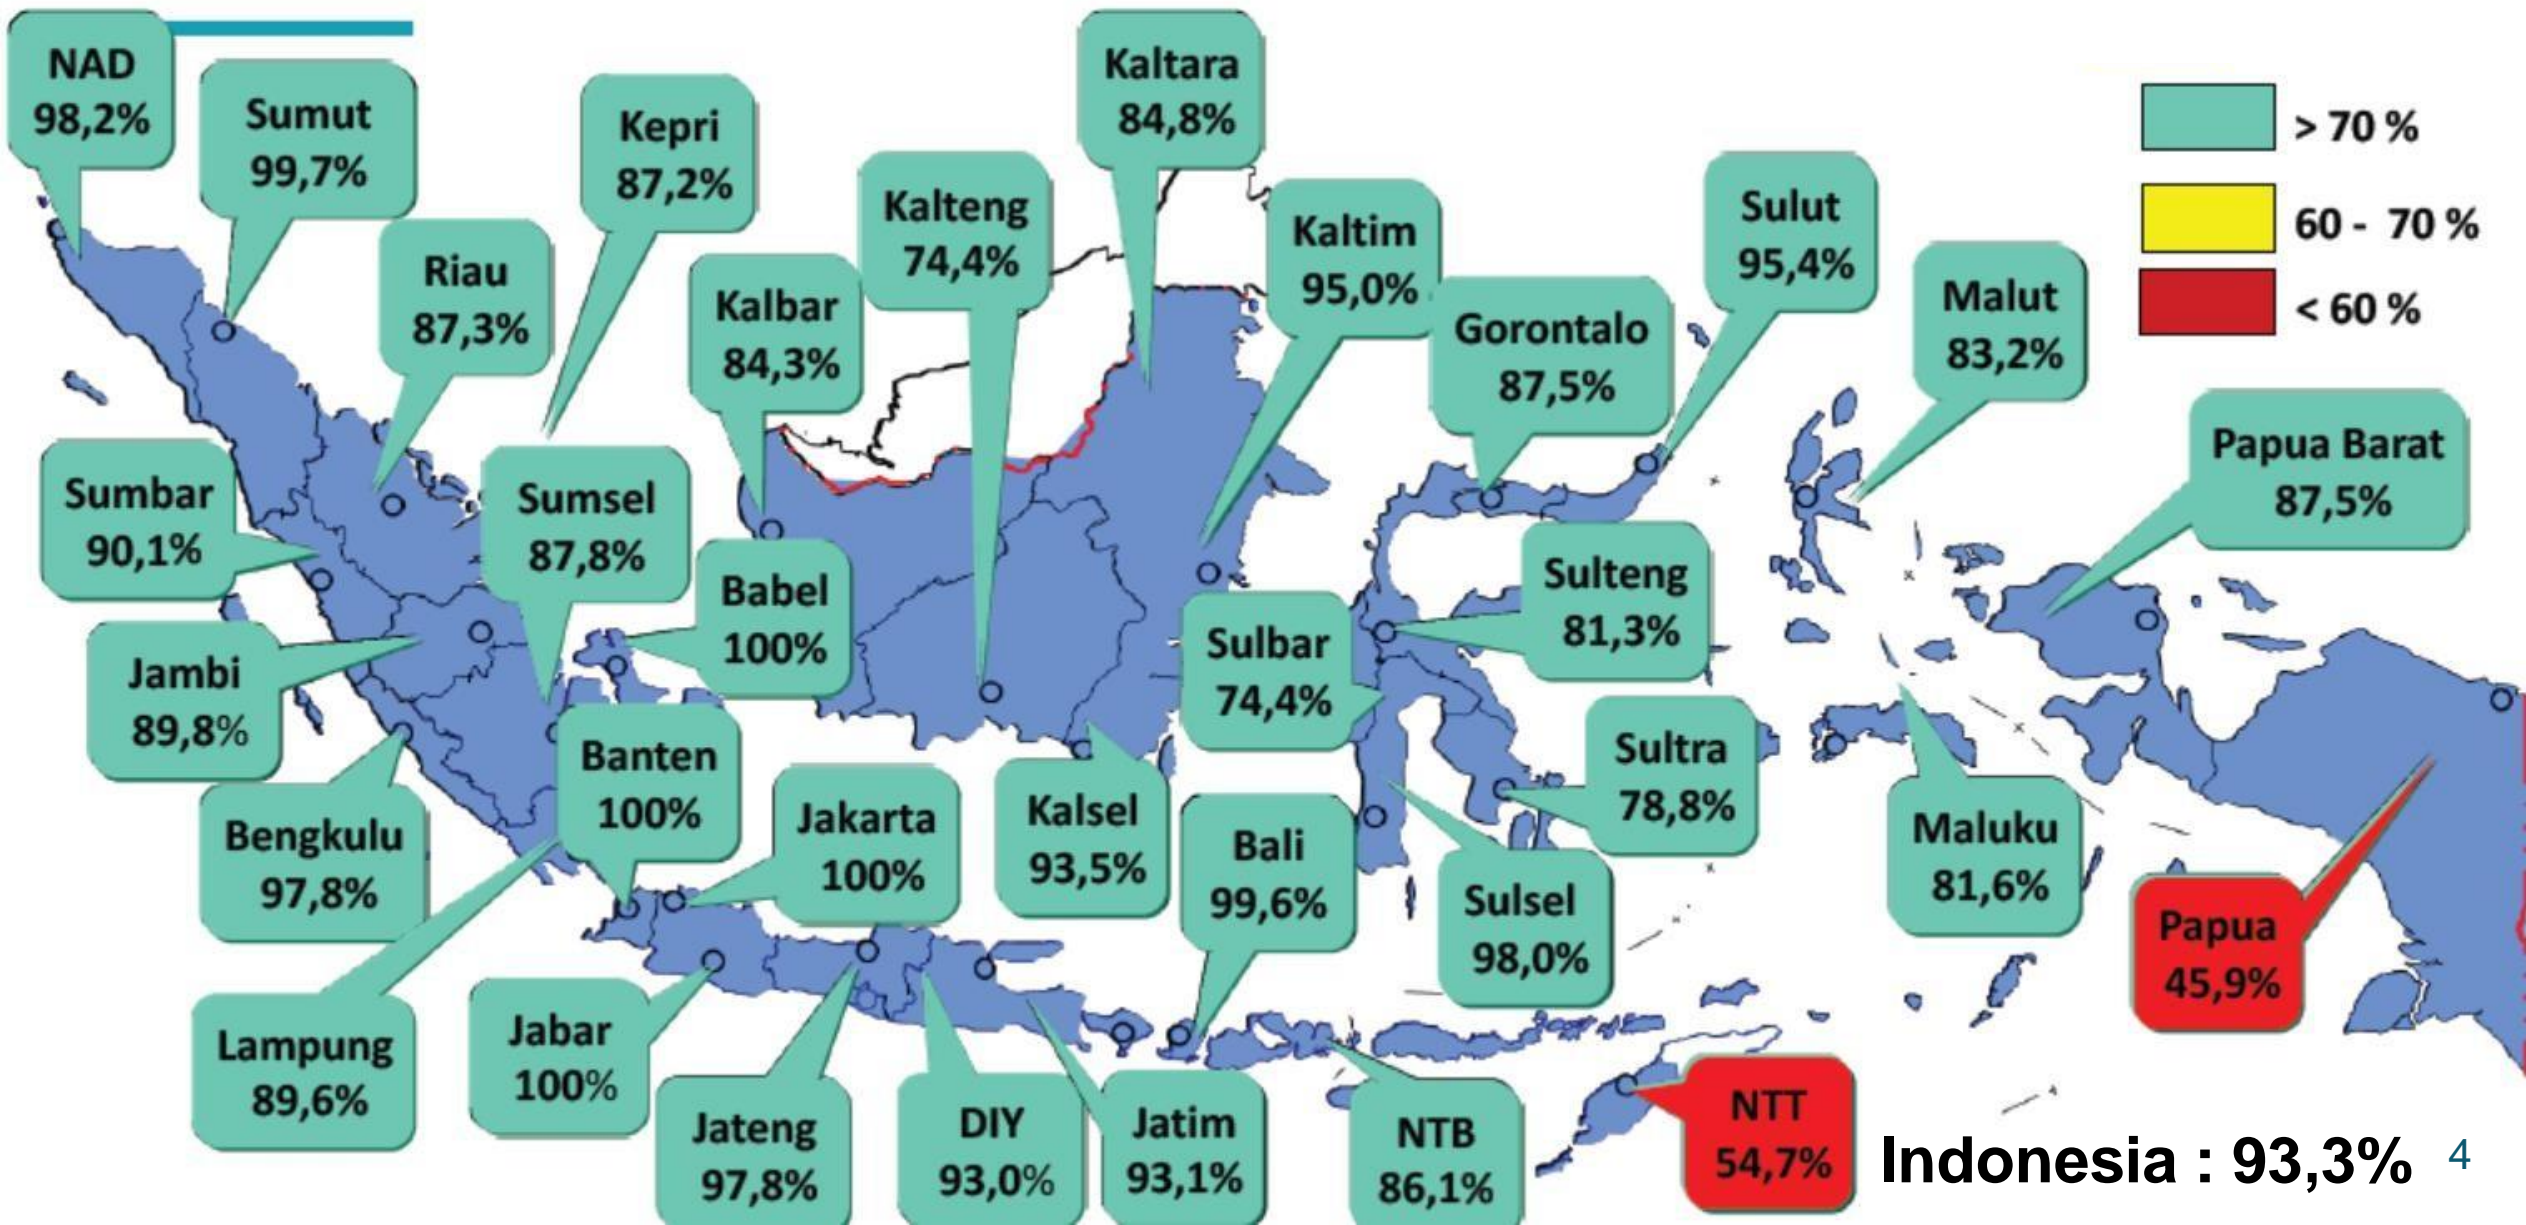 NAD
98,2%
Sumut
99,7%
Kepri
87,2%
Kaltara
84,8%
Riau
87,3%
Kalbar
84,3%
Kalteng
74,4%
Kaltim
95,0%
Gorontalo
87,5%
Sulut
95,4%
Malut
83,2%
> 70 %
60 - 70 %
< 60 %
Papua Barat
87,5%
Sumbar
90,1%
Sumsel
87,8%
Babel
100%
Sulteng
81,3%
Sulbar
74,4%
Jambi
89,8%
Banten
100%
Jakarta
100%
Kalsel
93,5%
Bali
99,6%
Sultra
78,8%
Maluku
81,6%
Bengkulu
97,8%
Sulsel
98,0%
Papua
45,9%
Lampung
89,6%
Jabar
100%
Jateng
97,8%
DIY
93,0%
Jatim
93,1%
NTB
86,1%
NTT
54,7%
Indonesia : 93,3%
4